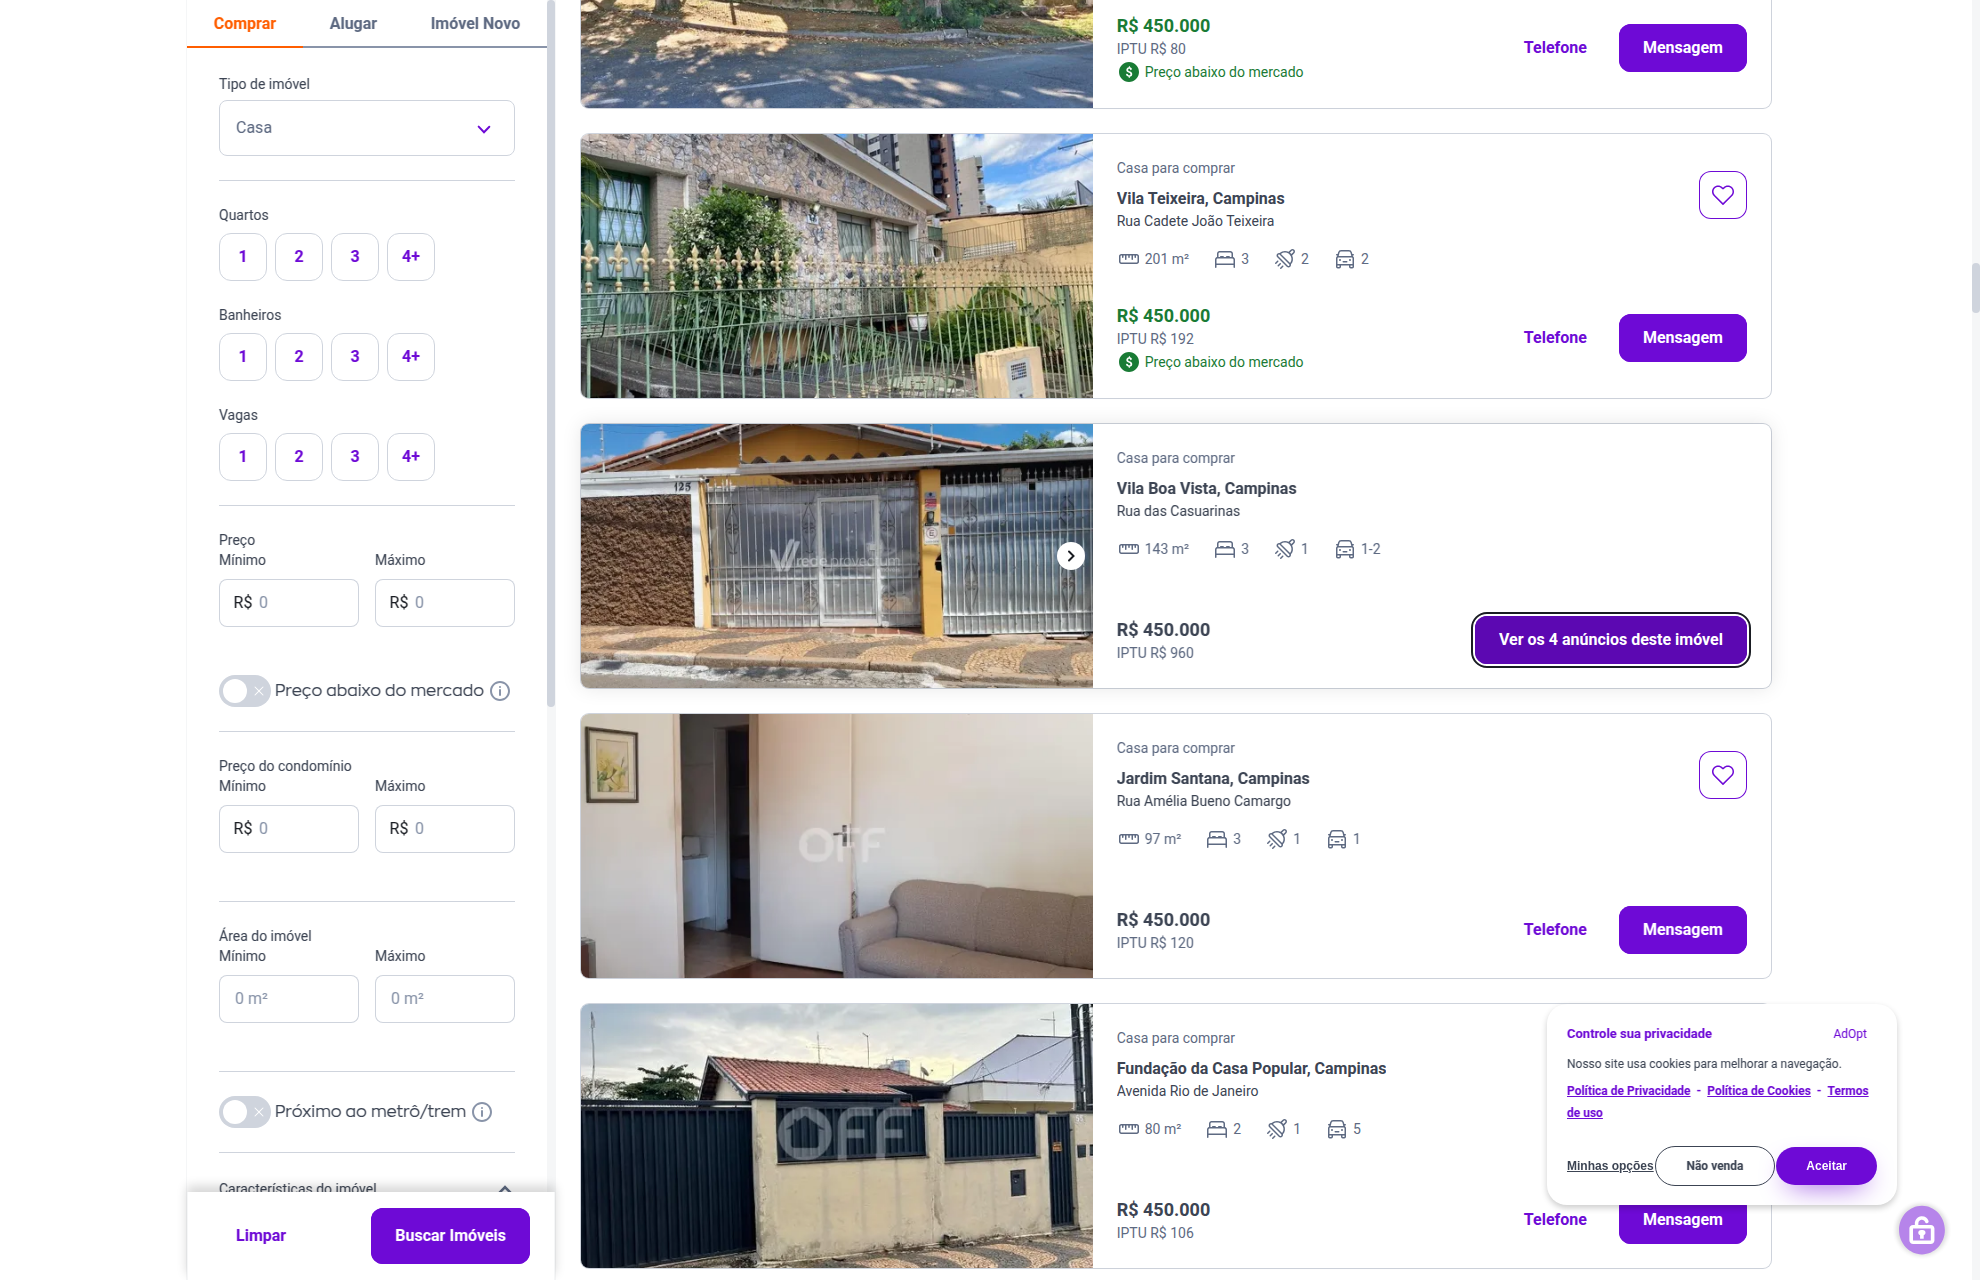 Comprar
Alugar
Imóvel Novo
Tipo de imóvel
Casa
Quartos
1
2
3
4+
Banheiros
1
2
3
4+
Vagas
1
2
3
4+
Preço
Mínimo
Máximo
R$ 0
R$ 0
Preço abaixo do mercado
Preço do condomínio
Mínimo
Máximo
R$ 0
R$ 0
Área do imóvel
Mínimo
Máximo
0 m²
0 m²
Próximo ao metrô/trem
Características do imóvel
Limpar
Buscar Imóveis
R$ 450.000
IPTU R$ 80
Preço abaixo do mercado
Telefone
Mensagem
Casa para comprar
Vila Teixeira, Campinas
Rua Cadete João Teixeira
201 m²
3
2
2
R$ 450.000
IPTU R$ 192
Preço abaixo do mercado
Telefone
Mensagem
125
rede provectum
Casa para comprar
Vila Boa Vista, Campinas
Rua das Casuarinas
143 m²
3
1
1-2
R$ 450.000
IPTU R$ 960
Ver os 4 anúncios deste imóvel
OFF
Casa para comprar
Jardim Santana, Campinas
Rua Amélia Bueno Camargo
97 m²
3
1
1
R$ 450.000
IPTU R$ 120
Telefone
Mensagem
OFF
Casa para comprar
Fundação da Casa Popular, Campinas
Avenida Rio de Janeiro
80 m²
2
1
5
R$ 450.000
IPTU R$ 106
Telefone
Mensagem
Controle sua privacidade
AdOpt
Nosso site usa cookies para melhorar a navegação.
Política de Privacidade - Política de Cookies - Termos
de uso
Minhas opções
Não venda
Aceitar